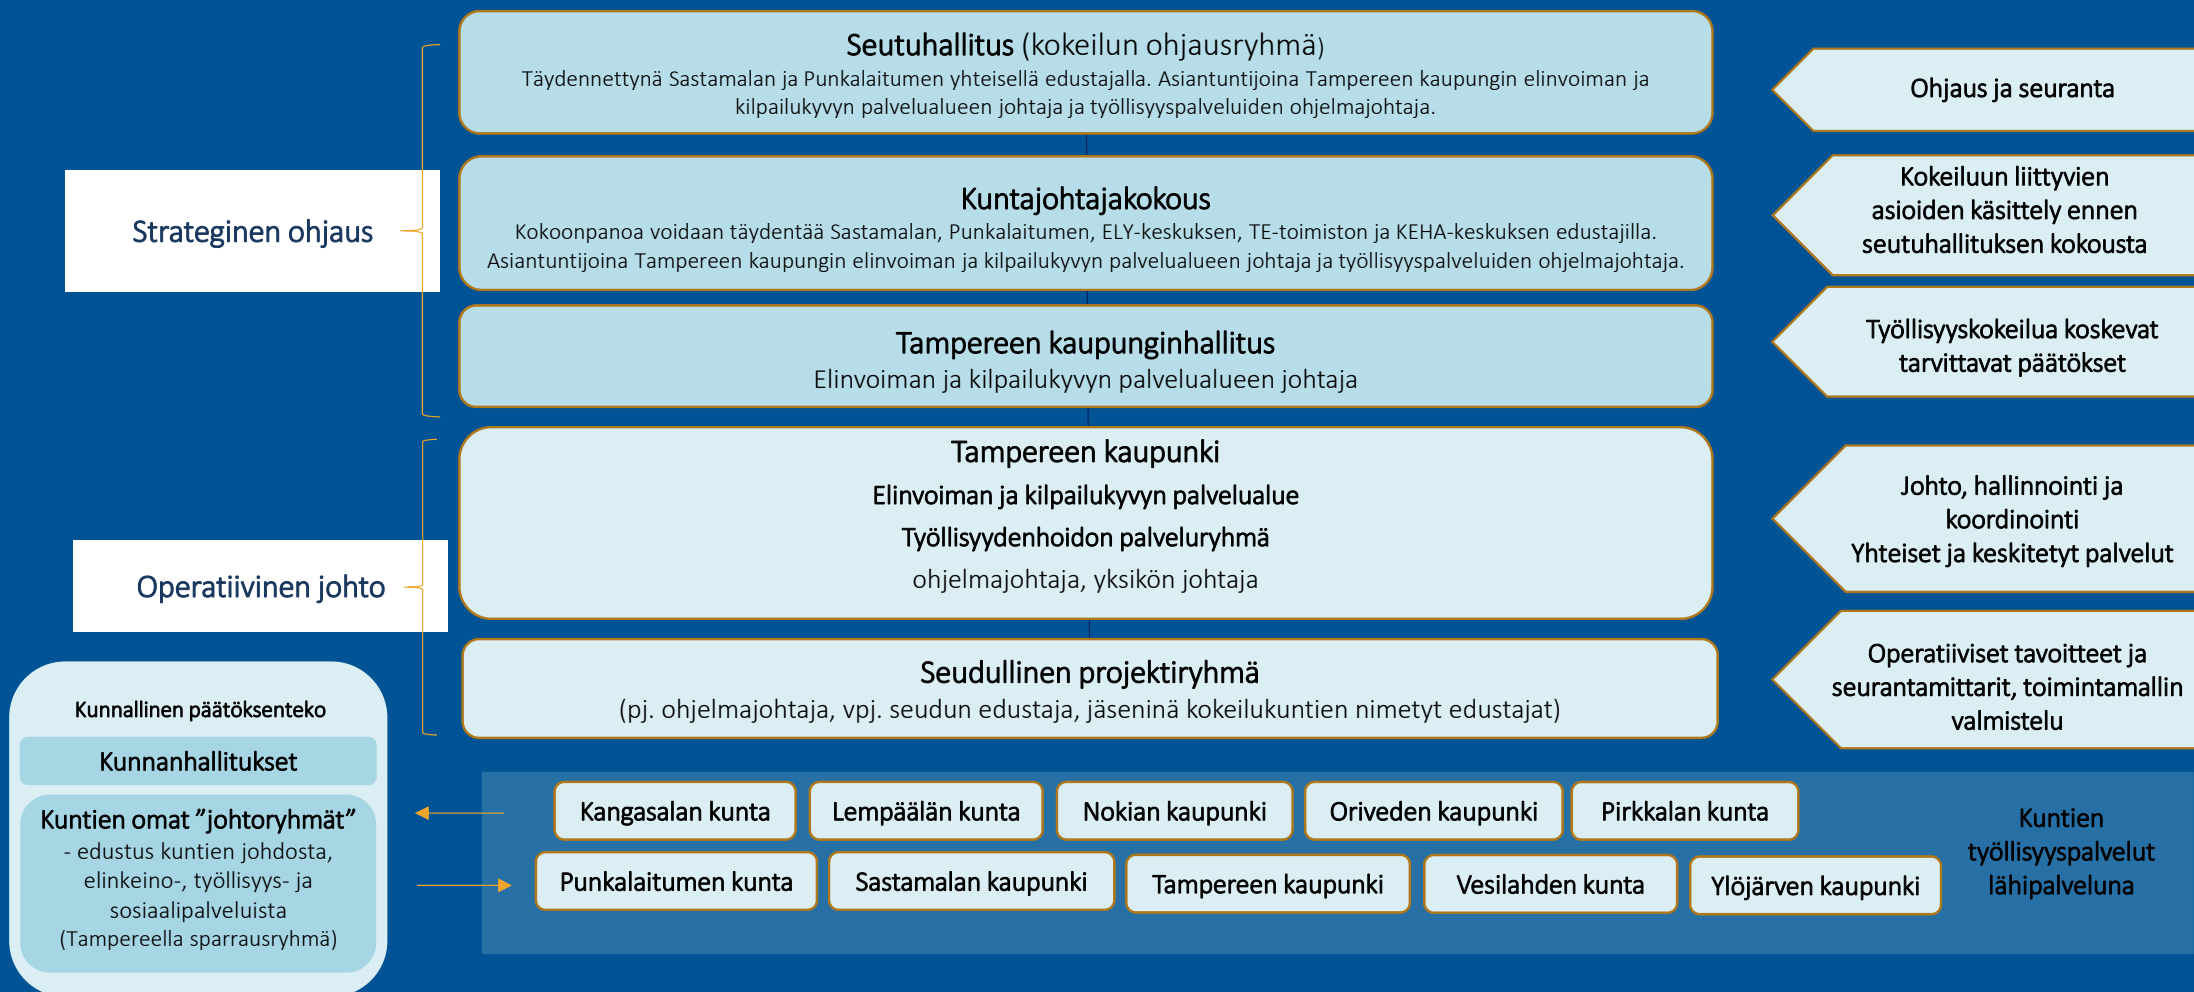 Seutuhallitus (kokeilun ohjausryhmä)
Täydennettynä Sastamalan ja Punkalaitumen yhteisellä edustajalla. Asiantuntijoina Tampereen kaupungin elinvoiman ja
kilpailukyvyn palvelualueen johtaja ja työllisyyspalveluiden ohjelmajohtaja.
Ohjaus ja seuranta
Strateginen ohjaus
Kuntajohtajakokous
Kokoonpanoa voidaan täydentää Sastamalan, Punkalaitumen, ELY-keskuksen, TE-toimiston ja KEHA-keskuksen edustajilla.
Asiantuntijoina Tampereen kaupungin elinvoiman ja kilpailukyvyn palvelualueen johtaja ja työllisyyspalveluiden ohjelmajohtaja.
Kokeiluun liittyvien
asioiden käsittely ennen
seutuhallituksen kokousta
Tampereen kaupunginhallitus
Elinvoiman ja kilpailukyvyn palvelualueen johtaja
Työllisyyskokeilua koskevat
tarvittavat päätökset
Operatiivinen johto
Tampereen kaupunki
Elinvoiman ja kilpailukyvyn palvelualue
Työllisyydenhoidon palveluryhmä
ohjelmajohtaja, yksikön johtaja
Johto, hallinnointi ja
koordinointi
Yhteiset ja keskitetyt palvelut
Seudullinen projektiryhmä
(pj. ohjelmajohtaja, vpj. seudun edustaja, jäseninä kokeilukuntien nimetyt edustajat)
Operatiiviset tavoitteet ja
seurantamittarit, toimintamallin
valmistelu
Kunnallinen päätöksenteko
Kunnanhallitukset
Kuntien omat ”johtoryhmät”
- edustus kuntien johdosta,
elinkeino-, työllisyys- ja
sosiaalipalveluista
(Tampereella sparrausryhmä)
Kangasalan kunta
Lempäälän kunta
Nokian kaupunki
Oriveden kaupunki
Pirkkalan kunta
Punkalaitumen kunta
Sastamalan kaupunki
Tampereen kaupunki
Vesilahden kunta
Ylöjärven kaupunki
Kuntien
työllisyyspalvelut
lähipalveluna